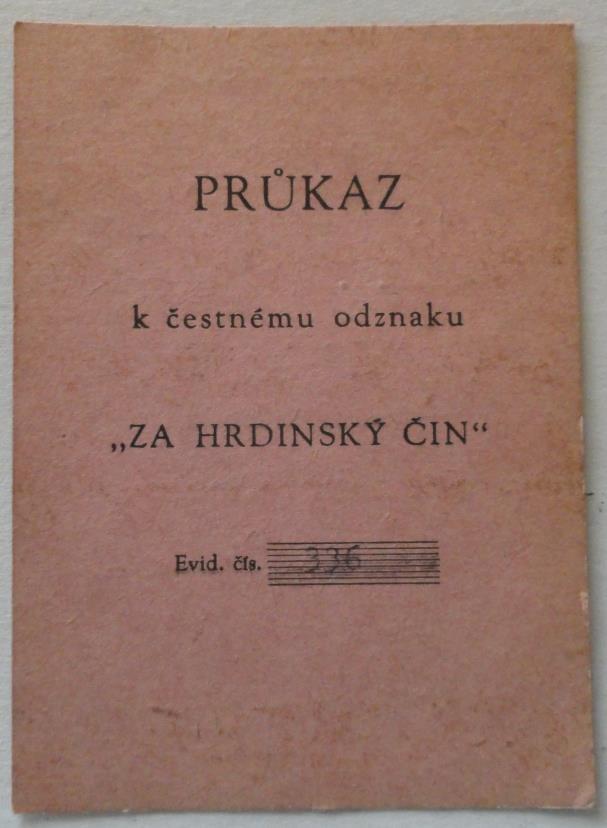 PRŮKAZ
k čestnému odznaku
„ZA HRDINSKÝ ČIN“
Evid. čís. 336